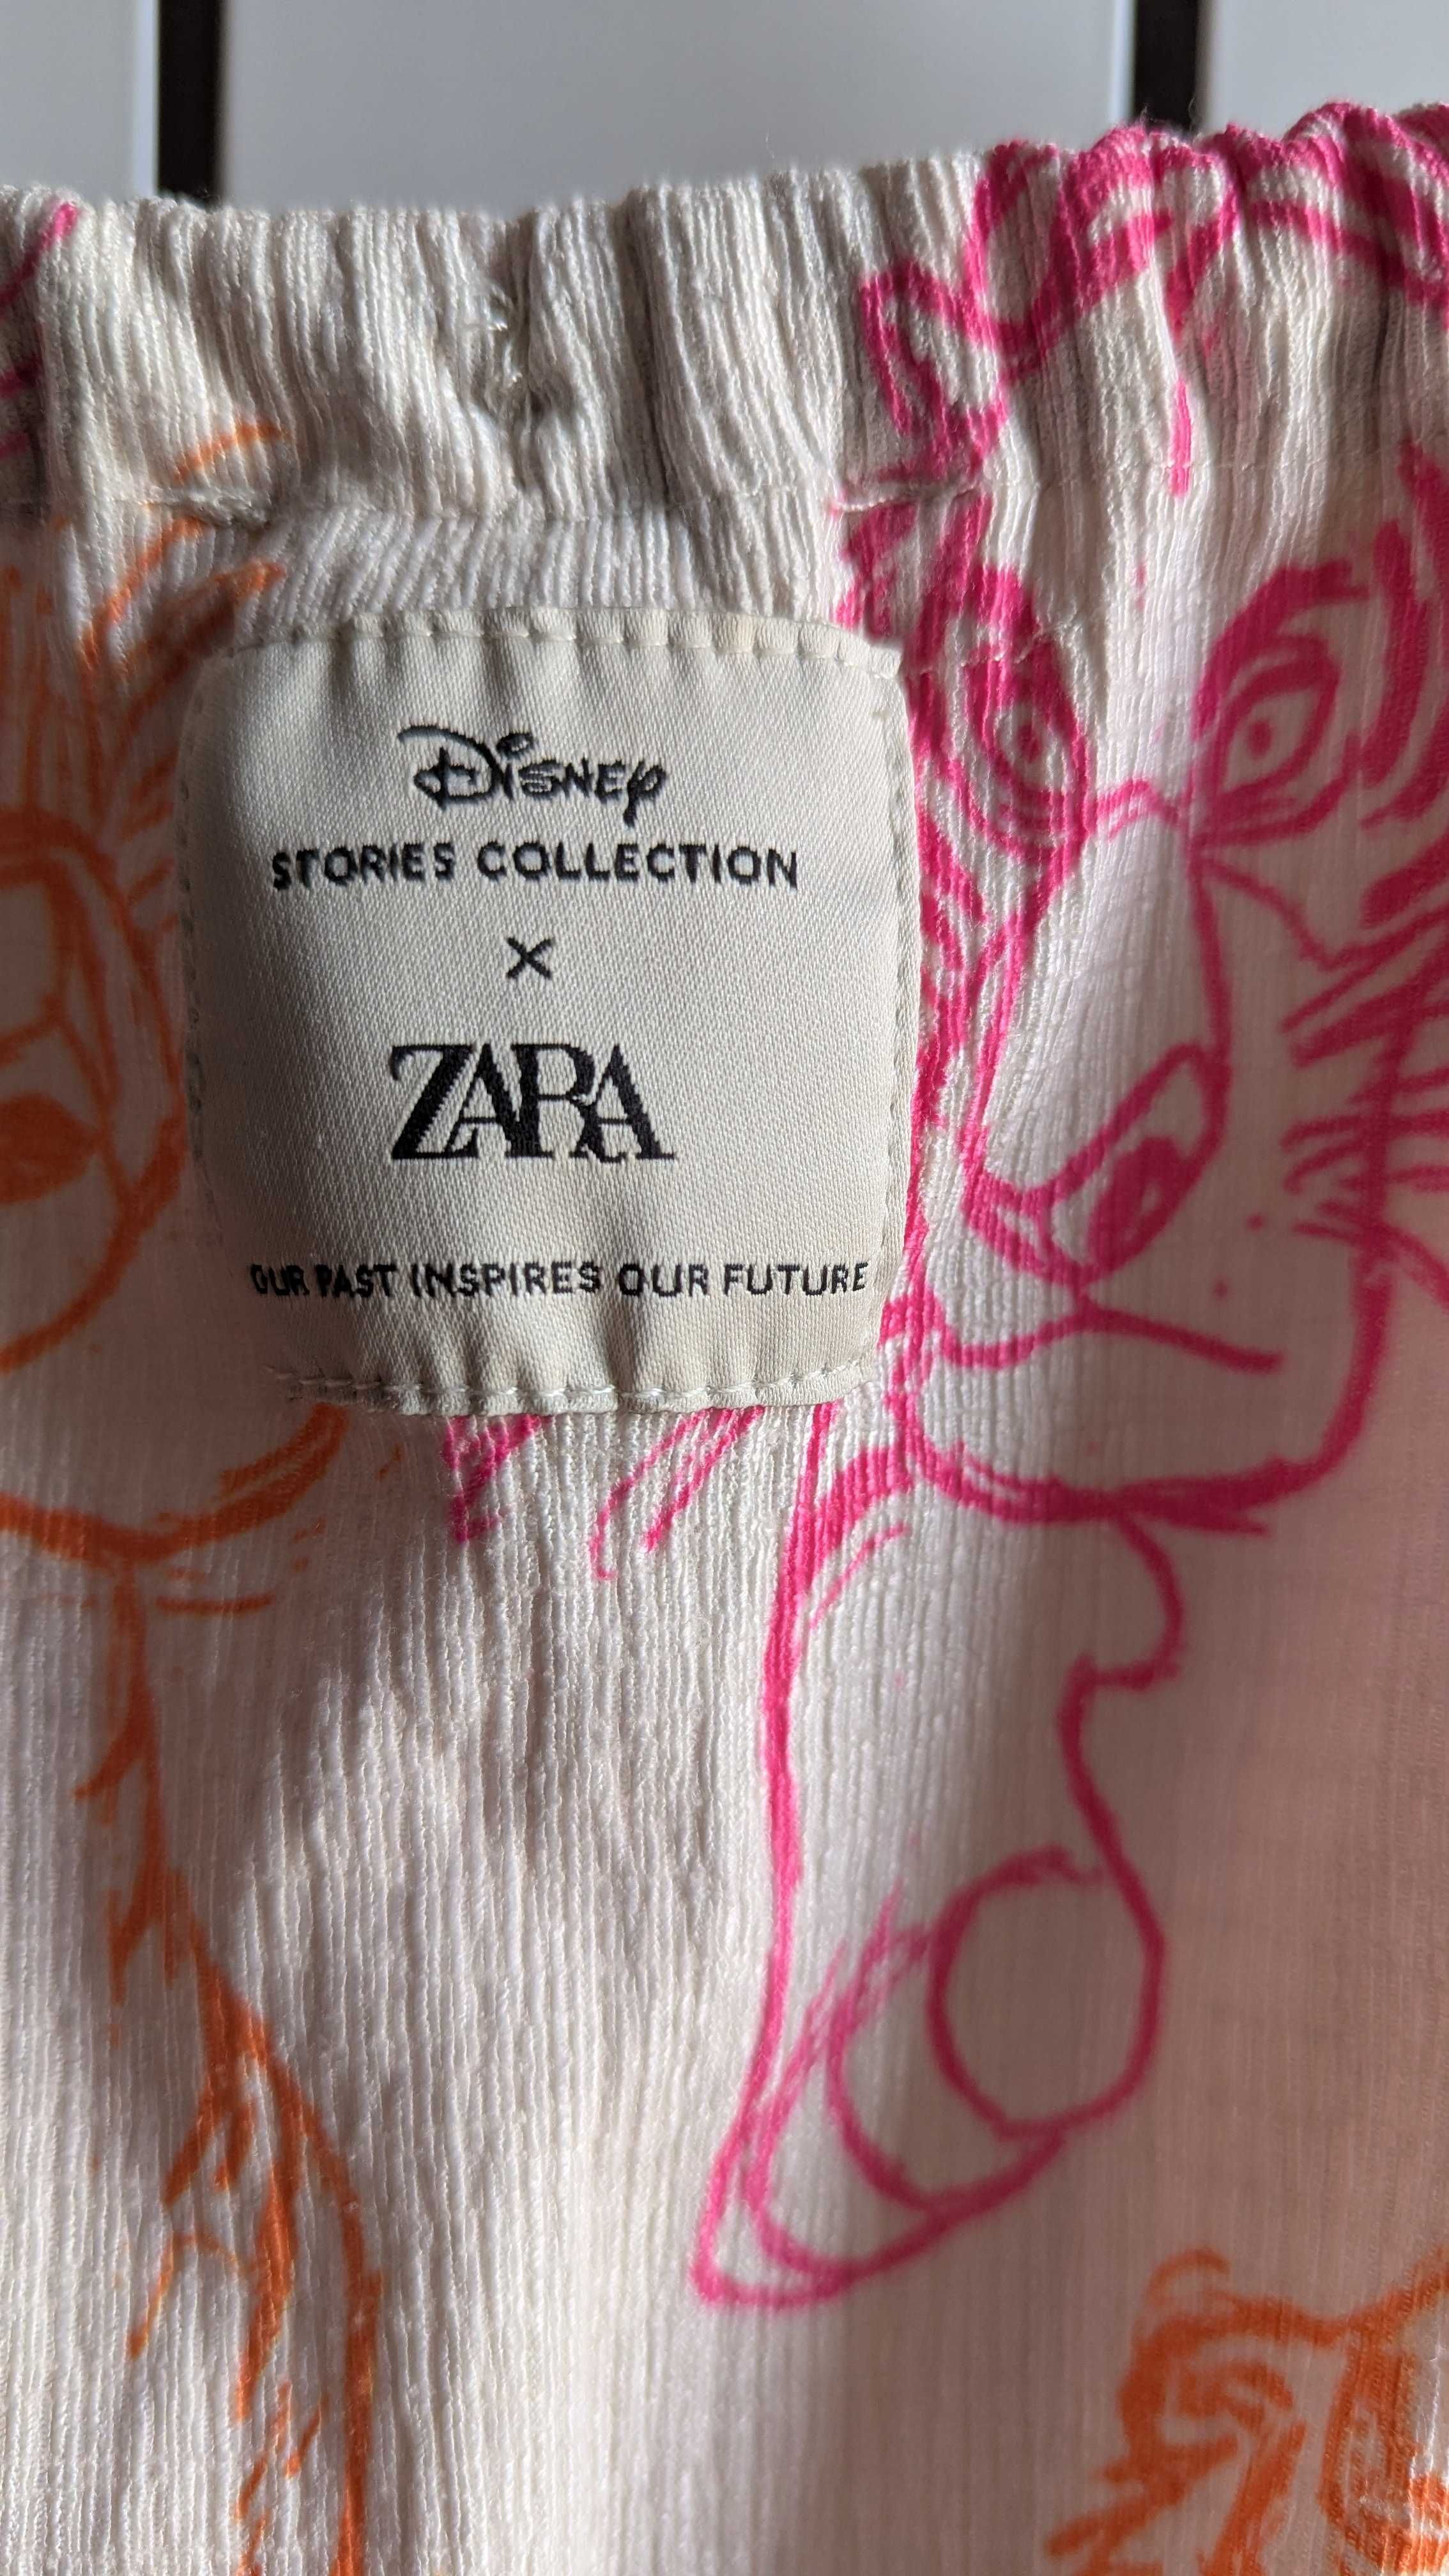 Disney
STORIES COLLECTION
×
ZARA
OUR PAST INSPIRES OUR FUTURE